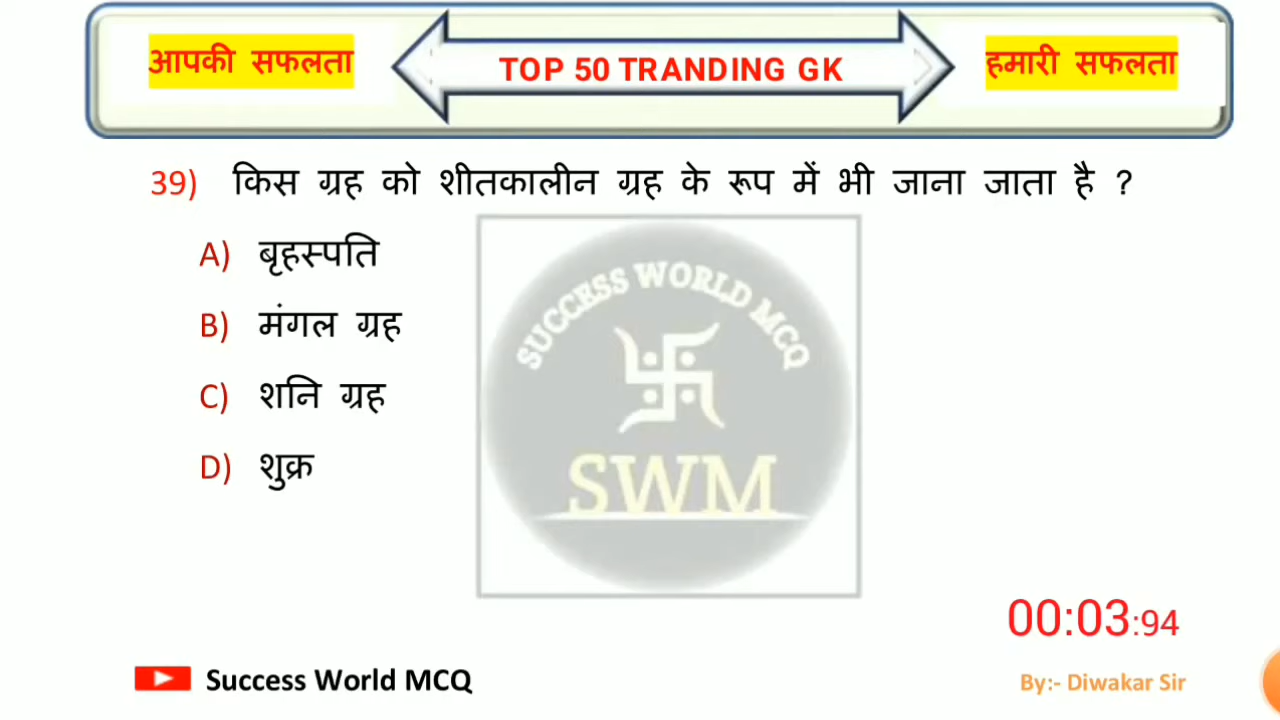 आपकी सफलता
TOP 50 TRANDING GK
हमारी सफलता
39) किस ग्रह को शीतकालीन ग्रह के रूप में भी जाना जाता है ?
A) बृहस्पति
B) मंगल ग्रह
C) शनि ग्रह
D) शुक्र
SUCCESS WORLD MCQ
SWM
00:03:94
Success World MCQ
By:- Diwakar Sir